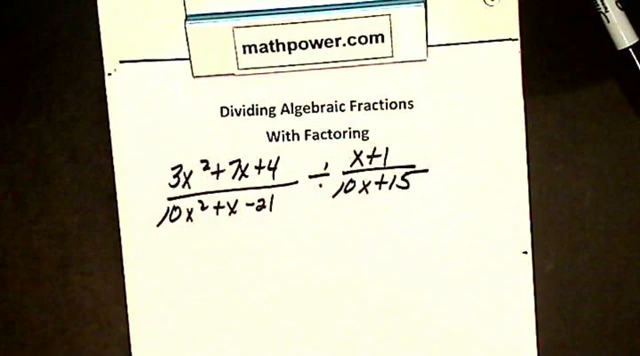 mathpower.com
Dividing Algebraic Fractions
With Factoring
3x²+7x+4 ÷ x+1
10x²+x-21 10x+15